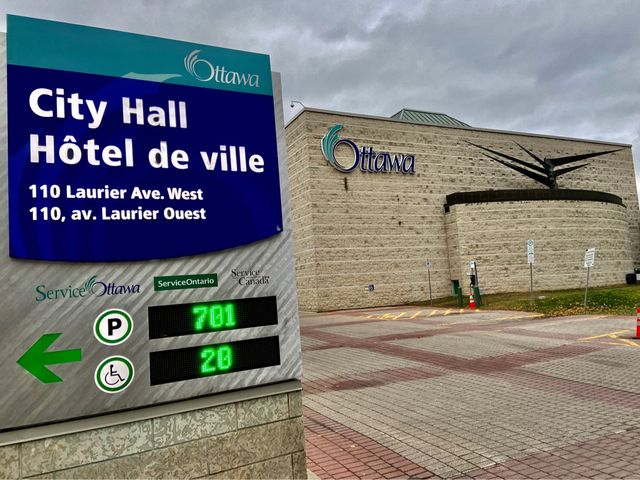 Ottawa
City Hall
Hôtel de ville
110 Laurier Ave. West
110, av. Laurier Ouest
ServiceOttawa
ServiceOntario
Service
Canada
P
701
20
Ottawa